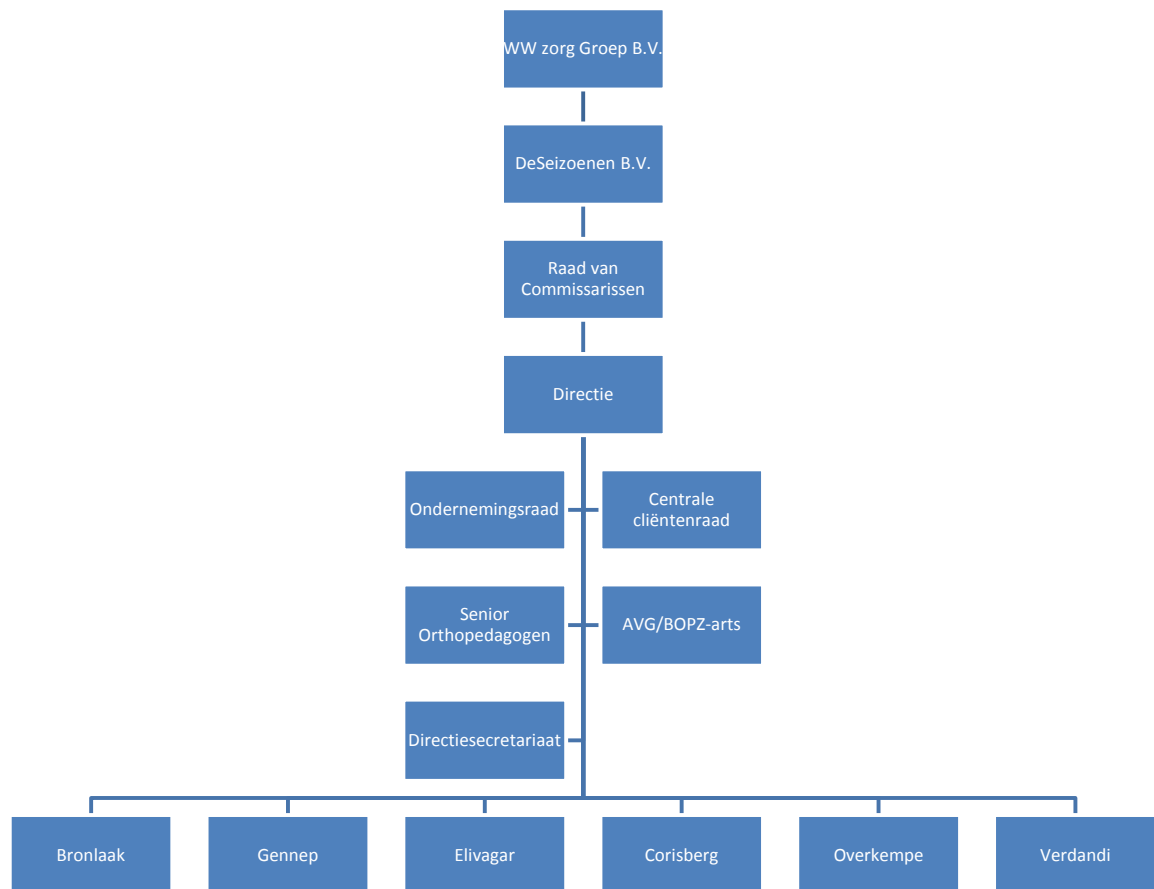 WW zorg Groep B.V.
DeSeizoenen B.V.
Raad van
Commissarissen
Directie
Ondernemingsraad
Centrale
cliëntenraad
Senior
Orthopedagogen
AVG/BOPZ-arts
Directiesecretariaat
Bronlaak
Gennep
Elivagar
Corisberg
Overkempe
Verdandi